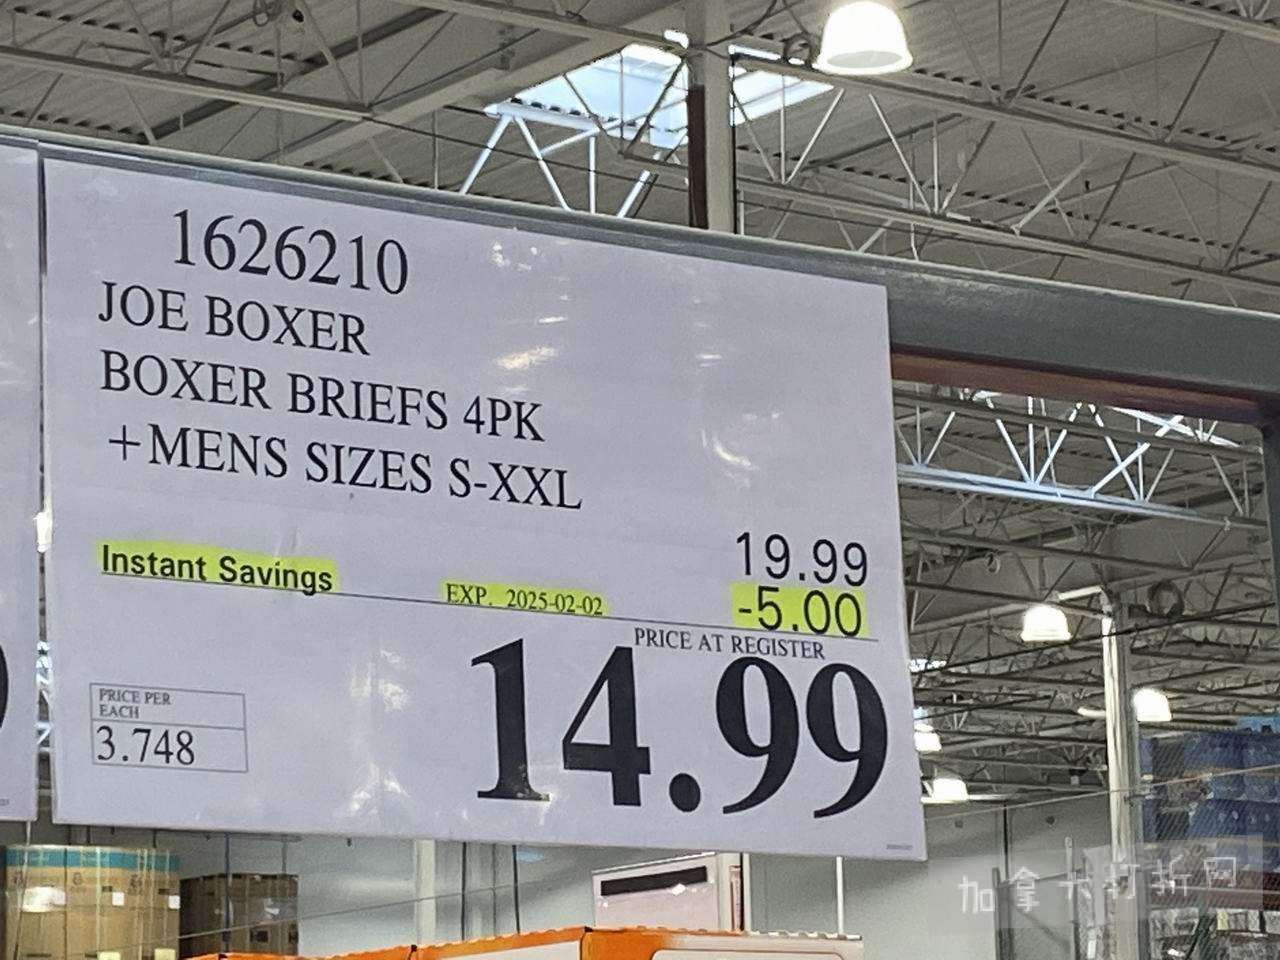 1626210
JOE BOXER
BOXER BRIEFS 4PK
+MENS SIZES S-XXL
19.99
Instant Savings EXP. 2025-02-02 -5.00
PRICE AT REGISTER
14.99
PRICE PER
EACH
3.748
加拿大打折网